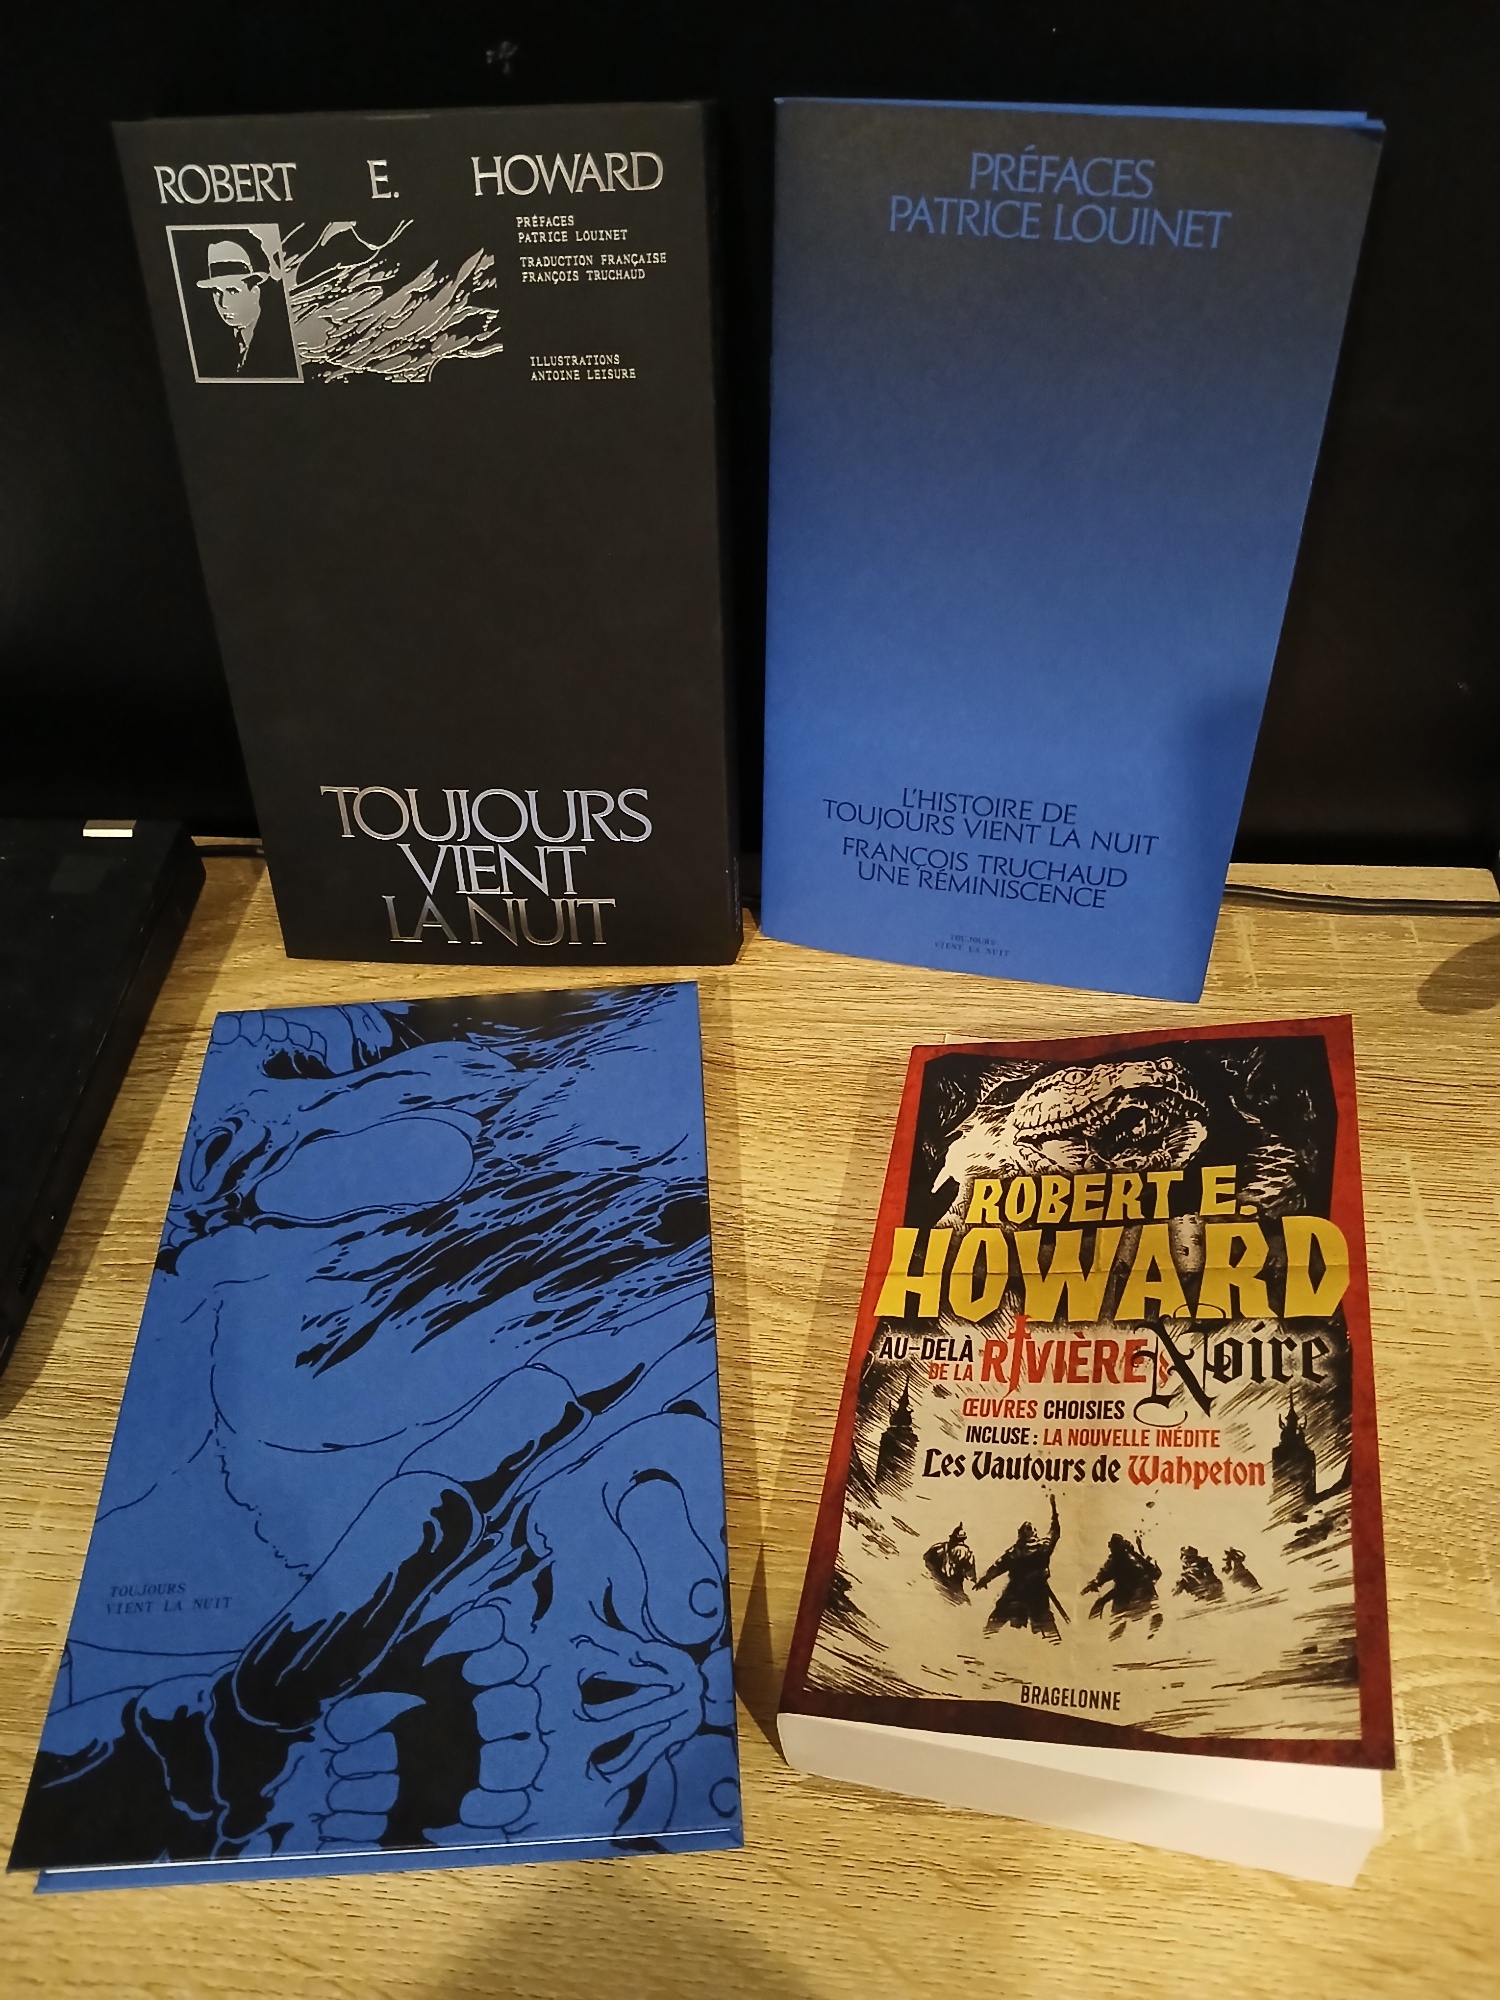 ROBERT E. HOWARD
PRÉFACES
PATRICE LOUINET
TRADUCTION FRANÇAISE
FRANÇOIS TRUCHAUD
ILLUSTRATIONS
ANTOINE LEISURE
TOUJOURS
VIENT
LA NUIT
PRÉFACES
PATRICE LOUINET
L'HISTOIRE DE
TOUJOURS VIENT LA NUIT
FRANÇOIS TRUCHAUD
UNE RÉMINISCENCE
TOUJOURS
VIENT LA NUIT
TOUJOURS
VIENT LA NUIT
ROBERT E.
HOWARD
AU-DELÀ
DE LA RIVIÈRE Noire
ŒUVRES CHOISIES
INCLUSE : LA NOUVELLE INÉDITE
Les Vautours de Wahpeton
BRAGELONNE